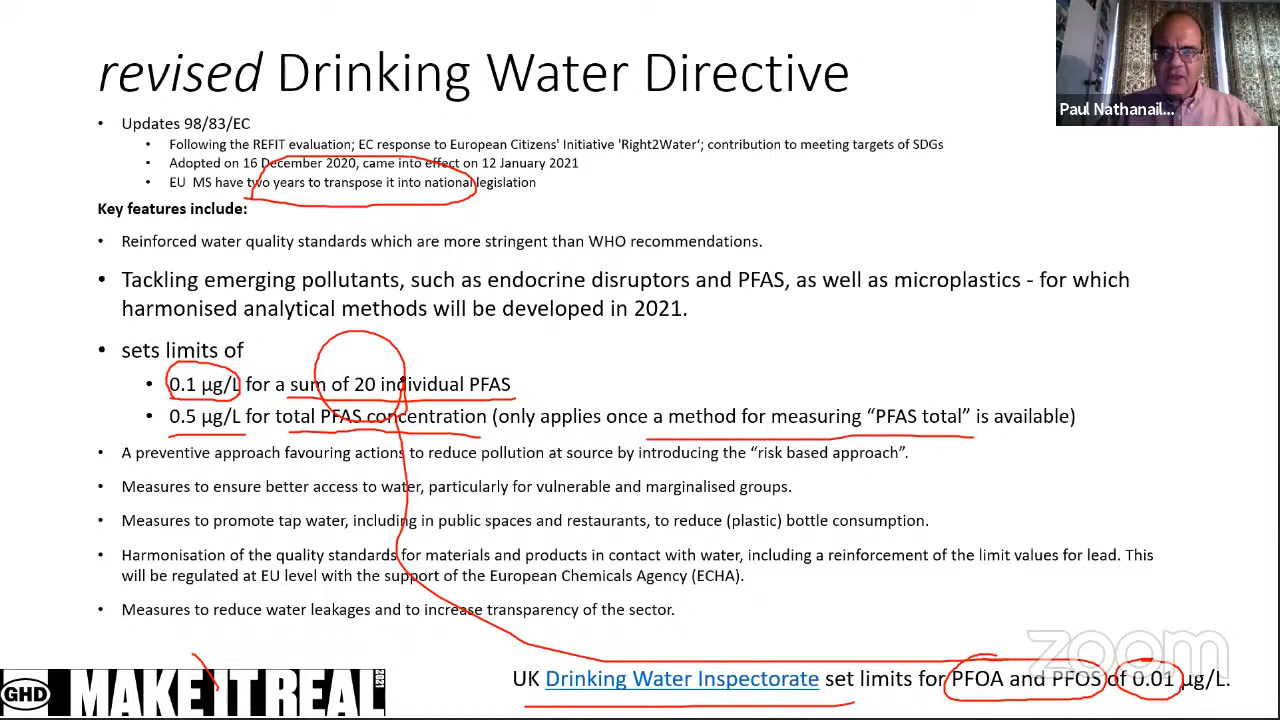 revised Drinking Water Directive
Paul Nathanail...
• Updates 98/83/EC
• Following the REFIT evaluation; EC response to European Citizens' Initiative 'Right2Water'; contribution to meeting targets of SDGs
• Adopted on 16 December 2020, came into effect on 12 January 2021
• EU MS have two years to transpose it into national legislation
Key features include:
• Reinforced water quality standards which are more stringent than WHO recommendations.
• Tackling emerging pollutants, such as endocrine disruptors and PFAS, as well as microplastics - for which
harmonised analytical methods will be developed in 2021.
• sets limits of
• 0.1 µg/L for a sum of 20 individual PFAS
• 0.5 µg/L for total PFAS concentration (only applies once a method for measuring “PFAS total” is available)
• A preventive approach favouring actions to reduce pollution at source by introducing the “risk based approach”.
• Measures to ensure better access to water, particularly for vulnerable and marginalised groups.
• Measures to promote tap water, including in public spaces and restaurants, to reduce (plastic) bottle consumption.
• Harmonisation of the quality standards for materials and products in contact with water, including a reinforcement of the limit values for lead. This
will be regulated at EU level with the support of the European Chemicals Agency (ECHA).
• Measures to reduce water leakages and to increase transparency of the sector.
zoom
GHD MAKE IT REAL 2021
UK Drinking Water Inspectorate set limits for PFOA and PFOS of 0.01 µg/L.